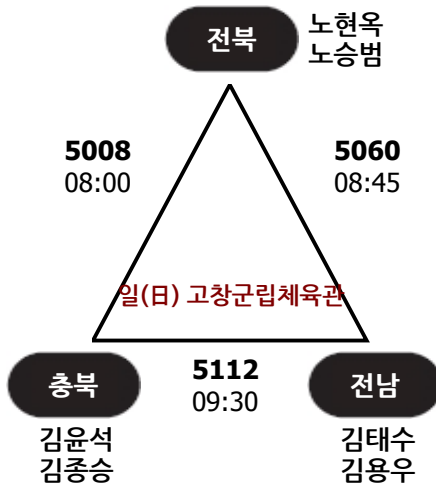 전북
노현옥
노승범
5008
08:00
5060
08:45
일(日) 고창군립체육관
충북
5112
09:30
전남
김윤석
김종승
김태수
김용우